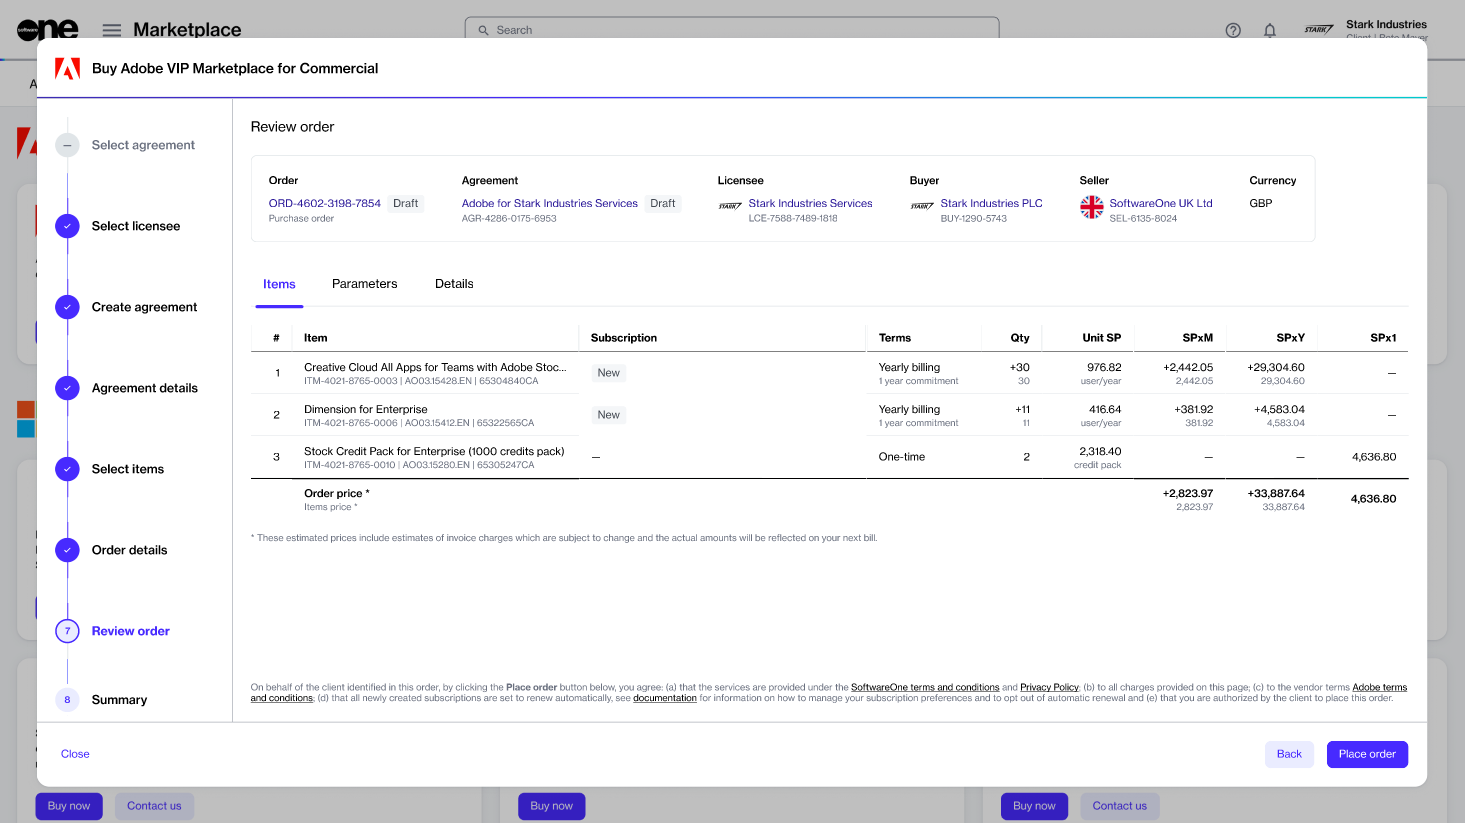 software
one
Marketplace
Search
STARK
Stark Industries
Buy Adobe VIP Marketplace for Commercial
Select agreement
Select licensee
Create agreement
Agreement details
Select items
Order details
7
Review order
8
Summary
Review order
Order
Agreement
Licensee
Buyer
Seller
Currency
ORD-4602-3198-7854 Draft
Adobe for Stark Industries Services Draft
STARK Stark Industries Services
STARK Stark Industries PLC
SoftwareOne UK Ltd
GBP
Purchase order
AGR-4286-0175-6953
LCE-7588-7489-1818
BUY-1290-5743
SEL-6135-8024
Items
Parameters
Details
# Item Subscription Terms Qty Unit SP SPxM SPxY SPx1
1 Creative Cloud All Apps for Teams with Adobe Stoc... New Yearly billing +30 976.82 +2,442.05 +29,304.60 —
ITM-4021-8765-0003 | AO03.15428.EN | 65304840CA 1 year commitment 30 user/year 2,442.05 29,304.60
2 Dimension for Enterprise New Yearly billing +11 416.64 +381.92 +4,583.04 —
ITM-4021-8765-0006 | AO03.15412.EN | 65322565CA 1 year commitment 11 user/year 381.92 4,583.04
3 Stock Credit Pack for Enterprise (1000 credits pack) — One-time 2 2,318.40 — — 4,636.80
ITM-4021-8765-0010 | AO03.15280.EN | 65305247CA credit pack
Order price * +2,823.97 +33,887.64 4,636.80
Items price * 2,823.97 33,887.64
* These estimated prices include estimates of invoice charges which are subject to change and the actual amounts will be reflected on your next bill.
On behalf of the client identified in this order, by clicking the Place order button below, you agree: (a) that the services are provided under the SoftwareOne terms and conditions and Privacy Policy, (b) to all charges provided on this page; (c) to the vendor terms Adobe terms
and conditions; (d) that all newly created subscriptions are set to renew automatically, see documentation for information on how to manage your subscription preferences and to opt out of automatic renewal and (e) that you are authorized by the client to place this order.
Close
Back
Place order
Buy now
Contact us
Buy now
Buy now
Contact us